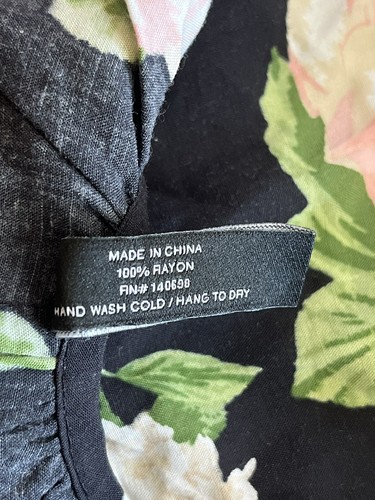 MADE IN CHINA
100% RAYON
RN# 140698
HAND WASH COLD / HANG TO DRY